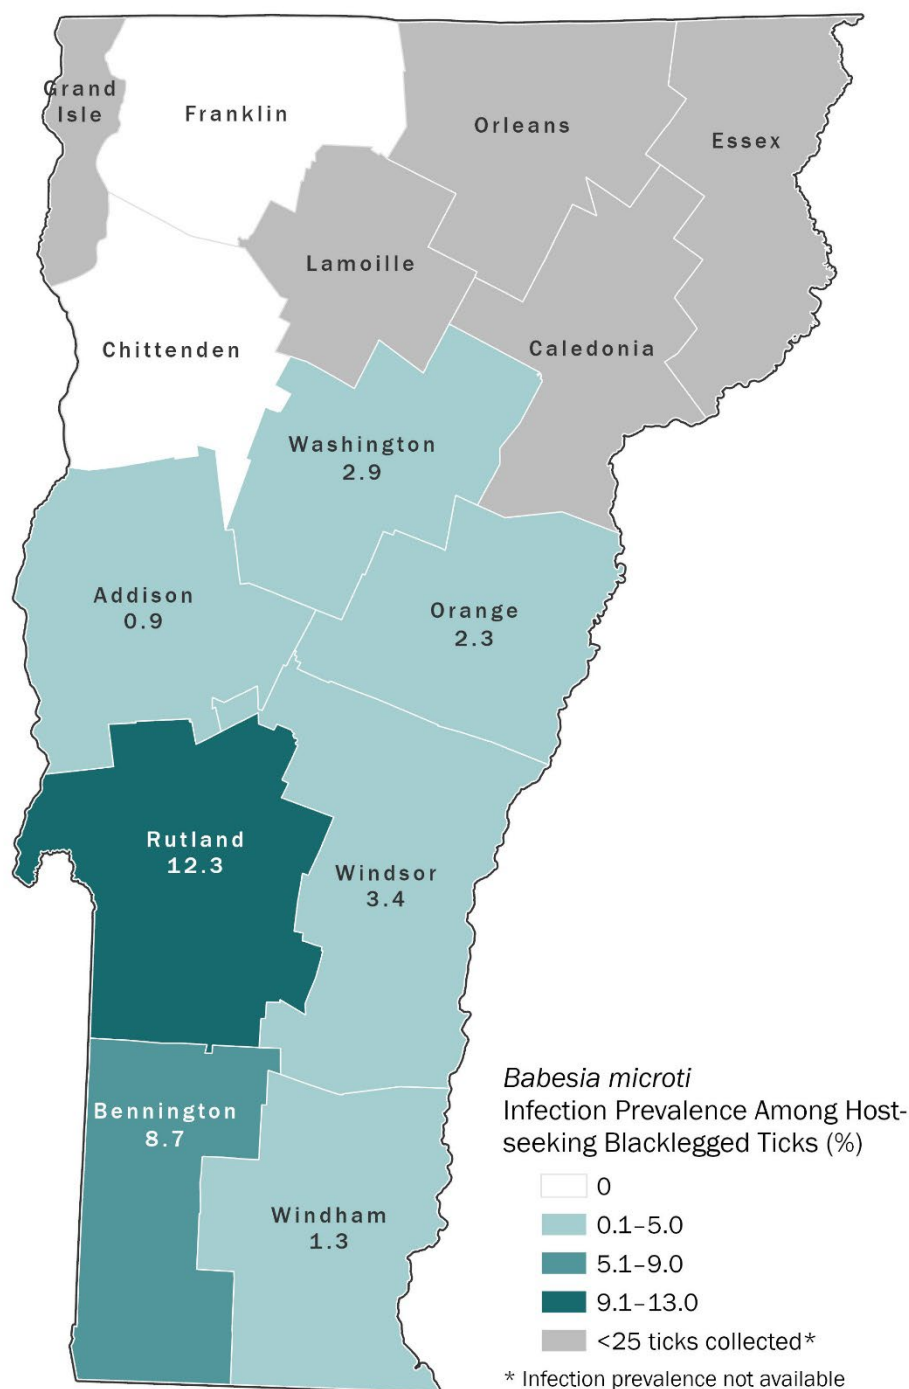 Grand
Isle
Franklin
Orleans
Essex
Lamoille
Chittenden
Caledonia
Washington
2.9
Addison
0.9
Orange
2.3
Rutland
12.3
Windsor
3.4
Bennington
8.7
Windham
1.3
Babesia microti
Infection Prevalence Among Host-
seeking Blacklegged Ticks (%)
0
0.1–5.0
5.1–9.0
9.1–13.0
<25 ticks collected*
* Infection prevalence not available